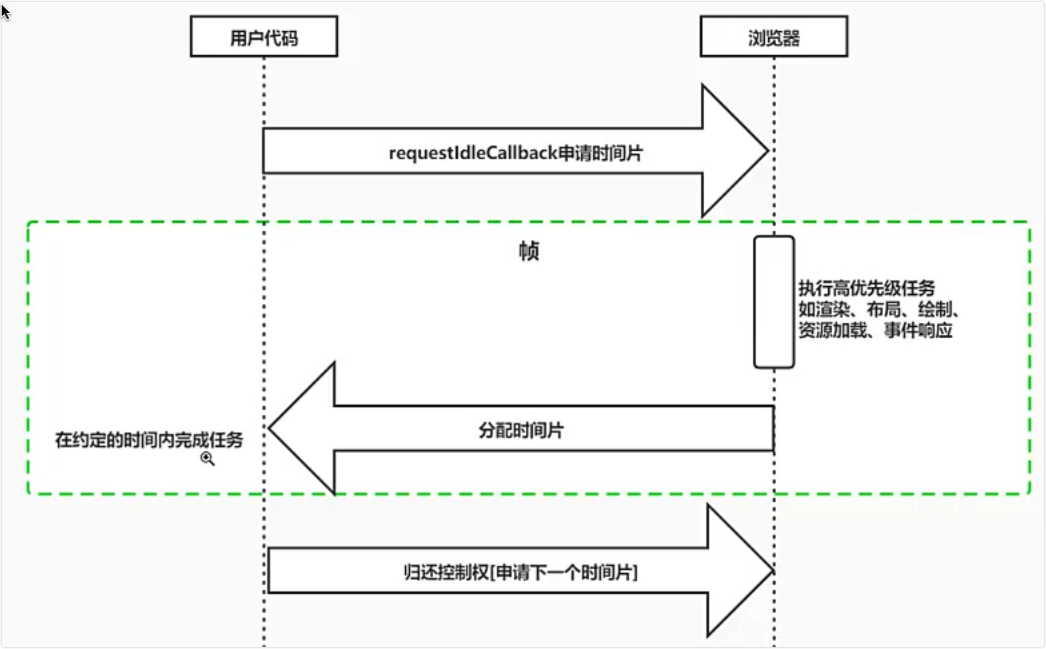 用户代码
浏览器
requestIdleCallback申请时间片
帧
执行高优先级任务
如渲染、布局、绘制、
资源加载、事件响应
分配时间片
在约定的时间内完成任务
归还控制权[申请下一个时间片]